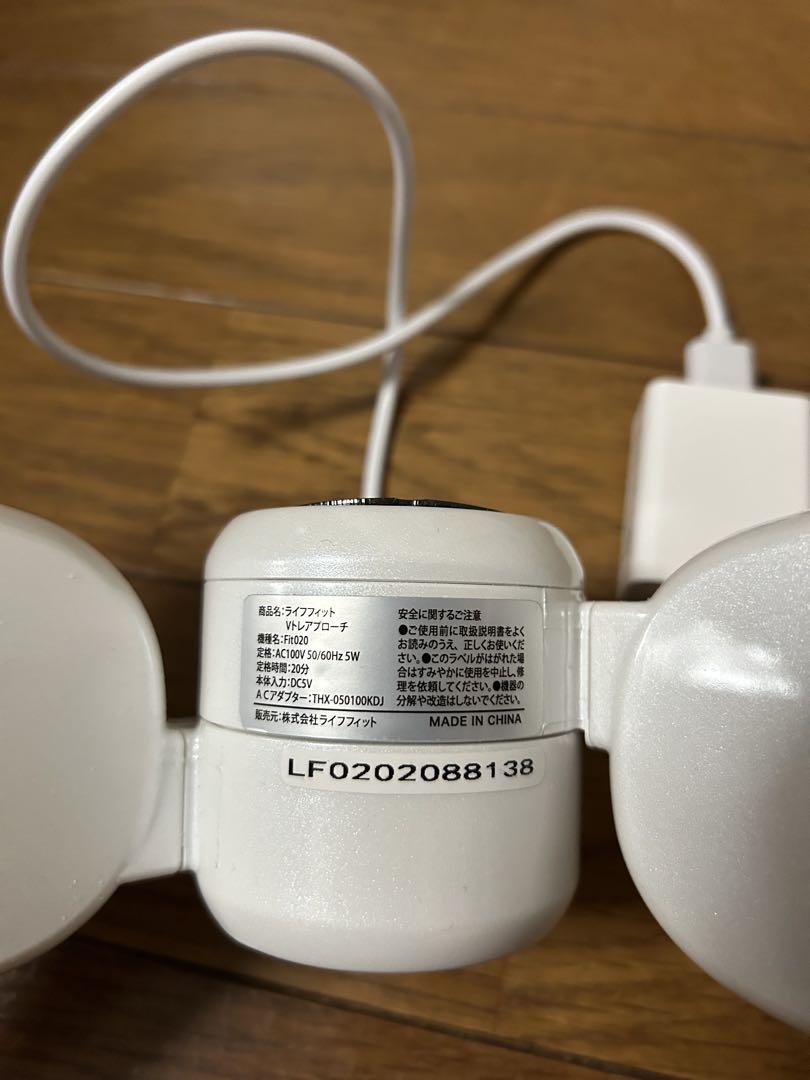 商品名:ライフフィット
Vトレアプローチ
機種名:Fit020
定格:AC100V 50/60Hz 5W
定格時間:20分
本体入力:DC5V
ACアダプター:THX-050100KDJ
販売元:株式会社ライフフィット
安全に関するご注意
●ご使用前に取扱説明書をよく
お読みのうえ、正しくお使いくだ
さい。●このラベルがはがれた場
合はすみやかに使用を中止し、修
理を依頼してください。●機器の
分解や改造はしないでください。
MADE IN CHINA
LF0202088138